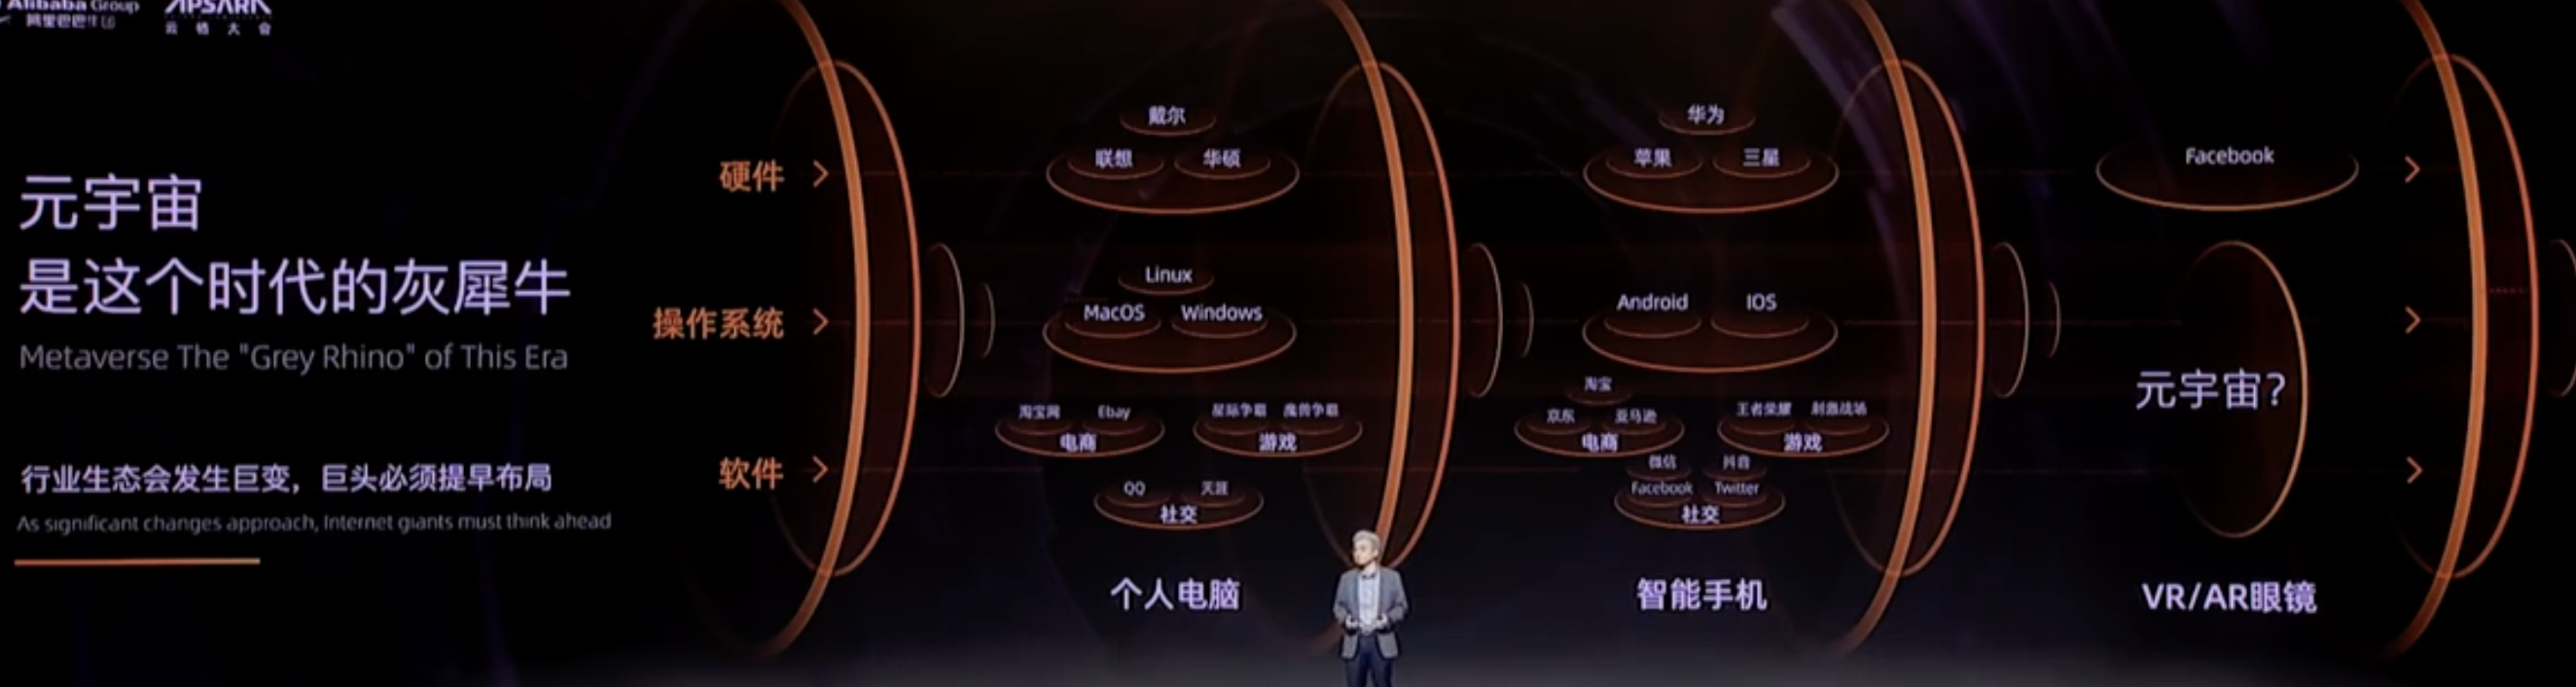 Alibaba Group
阿里巴巴集团
APSARA
云栖大会
元宇宙
是这个时代的灰犀牛
Metaverse The "Grey Rhino" of This Era
行业生态会发生巨变，巨头必须提早布局
As significant changes approach, Internet giants must think ahead
硬件
戴尔
联想 华硕
华为
苹果 三星
Facebook
操作系统
Linux
MacOS Windows
Android IOS
软件
淘宝网 Ebay
电商
星际争霸 魔兽争霸
游戏
QQ 天涯
社交
淘宝
京东 亚马逊
电商
王者荣耀 刺激战场
游戏
微信 抖音
Facebook Twitter
社交
元宇宙?
个人电脑
智能手机
VR/AR眼镜